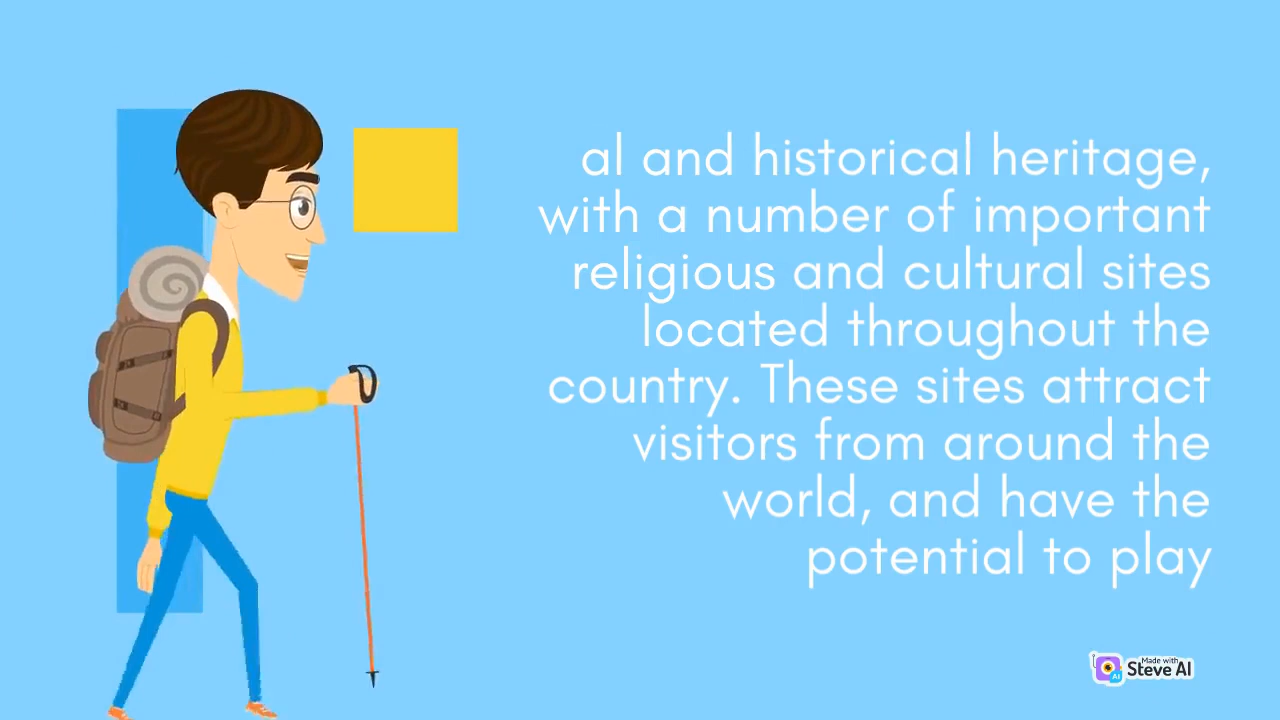 al and historical heritage,
with a number of important
religious and cultural sites
located throughout the
country. These sites attract
visitors from around the
world, and have the
potential to play
Made with
Steve AI
AI